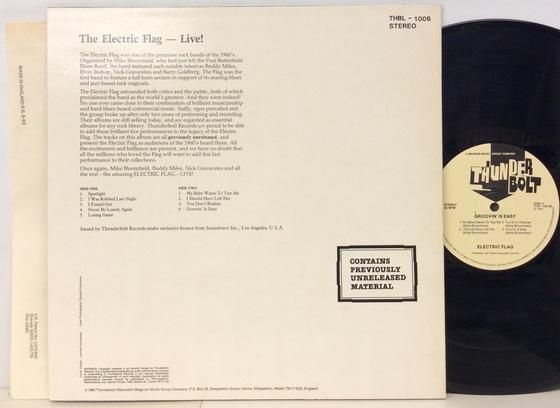 THBL - 1006
STEREO
The Electric Flag — Live!
The Electric Flag was one of the premiere rock bands of the 1960's.
Organized by Mike Bloomfield, who had just left the Paul Butterfield
Blues Band, the band featured such notable talent as Buddy Miles,
Elvin Bishop, Nick Gravenites and Barry Goldberg. The Flag was the
first band to feature a full horn section in support of its searing blues
and jazz based rock originals.
The Electric Flag astounded both critics and the public, both of which
proclaimed the band as the world's greatest. And they were indeed!
No one ever came close to their combination of brilliant musicianship
and hard blues based commercial music. Sadly, egos prevailed and
the group broke up after only two years of performing and recording.
Their albums are still selling today, and are regarded as essential
albums for any rock library. Thunderbolt Records are proud to be able
to add these brilliant live performances to the legacy of the Electric
Flag. The tracks on this album are all previously unreleased, and
present the Electric Flag as audiences of the 1960's heard them. All
the excitement and brilliance are present, and we have no doubt that
all the millions who loved the Flag will want to add this last
performance to their collections.
Once again, Mike Bloomfield, Buddy Miles, Nick Gravenites and all
the rest - the amazing ELECTRIC FLAG - LIVE!
SIDE ONE
1. Spotlight
2. I Was Robbed Last Night
3. I Found Out
4. Never Be Lonely Again
5. Losing Game
SIDE TWO
1. My Baby Wants To Test Me
2. I Should Have Left Her
3. You Don't Realize
4. Groovin' Is Easy
Issued by Thunderbolt Records under exclusive licence from Soundwave Inc., Los Angeles, U.S.A.
CONTAINS
PREVIOUSLY
UNRELEASED
MATERIAL
MADE IN ENGLAND
A MAGNUM MUSIC GROUP COMPANY
THUNDER
BOLT
STEREO
SIDE 2
GROOVIN' IS EASY
ELECTRIC FLAG